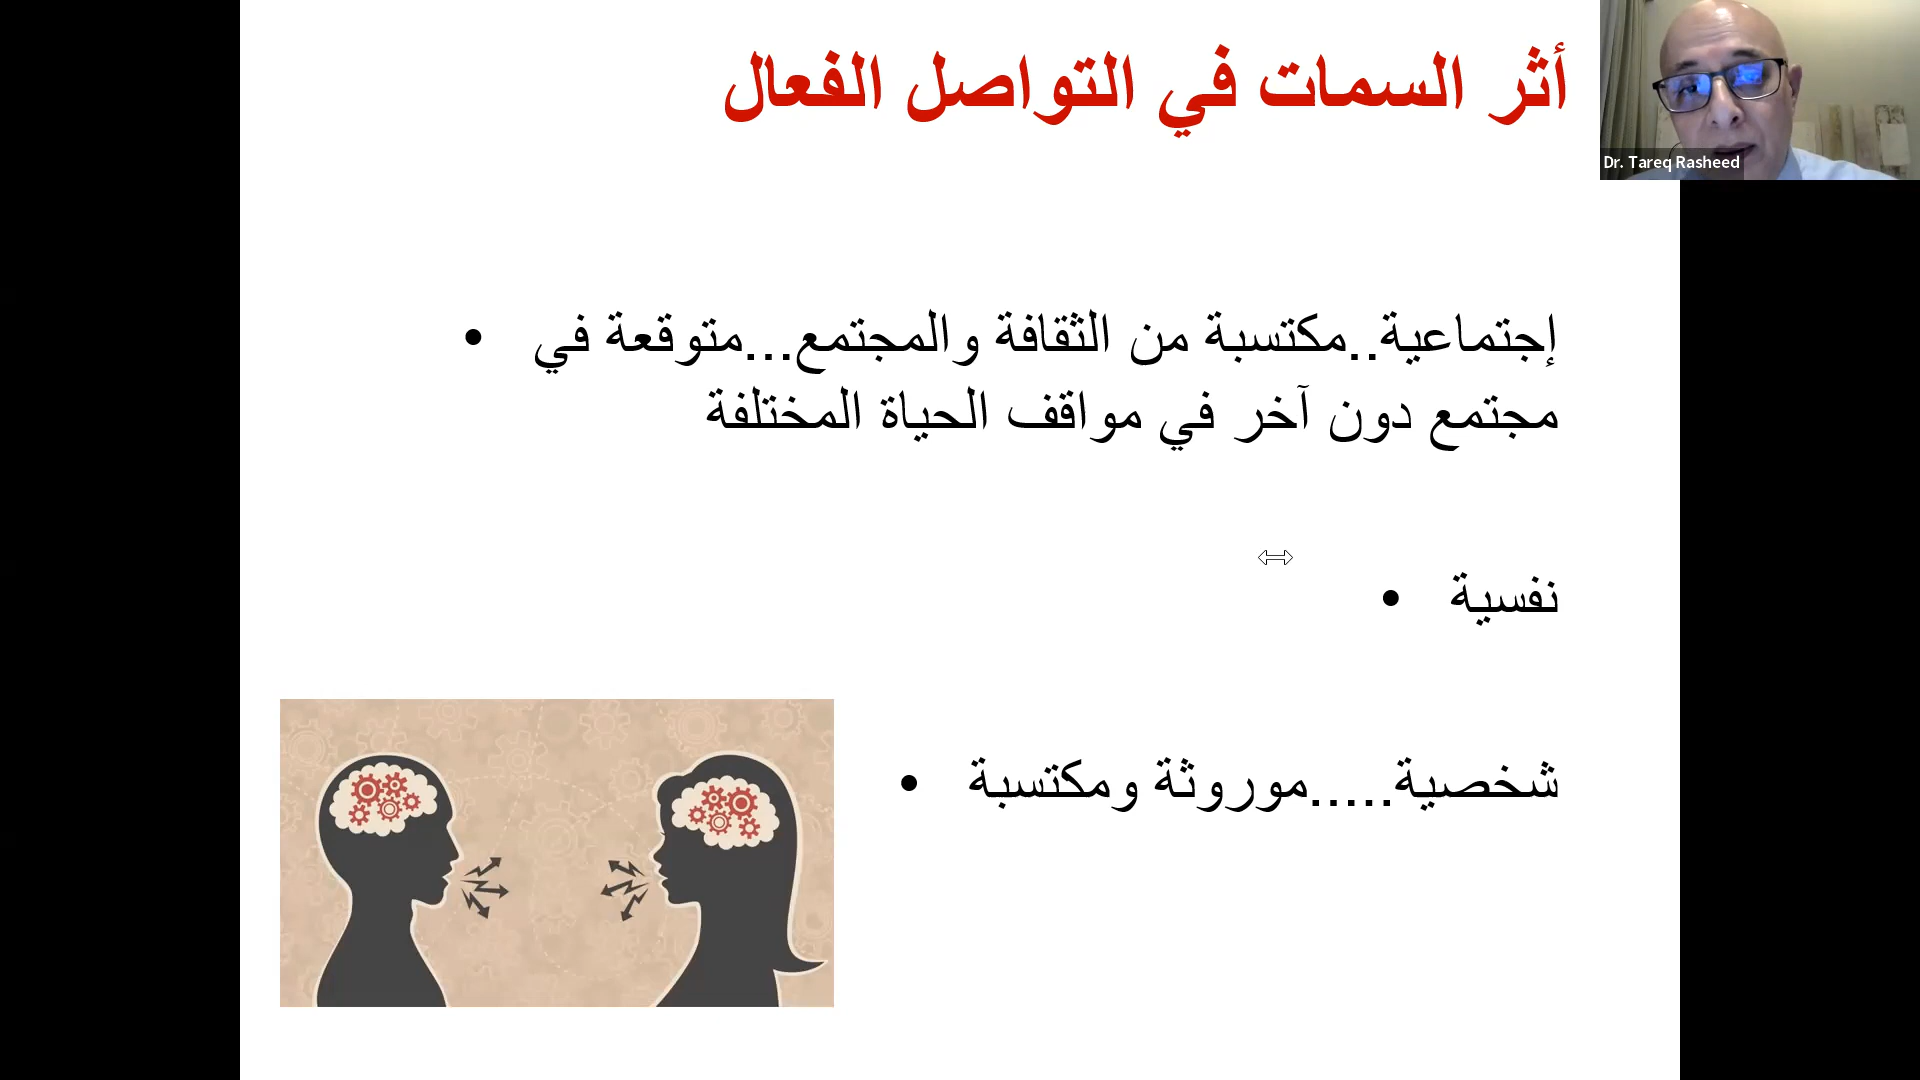 أثر السمات في التواصل الفعال
Dr. Tareq Rasheed
إجتماعية..مكتسبة من الثقافة والمجتمع...متوقعة في •
مجتمع دون آخر في مواقف الحياة المختلفة
نفسية •
شخصية.....موروثة ومكتسبة •